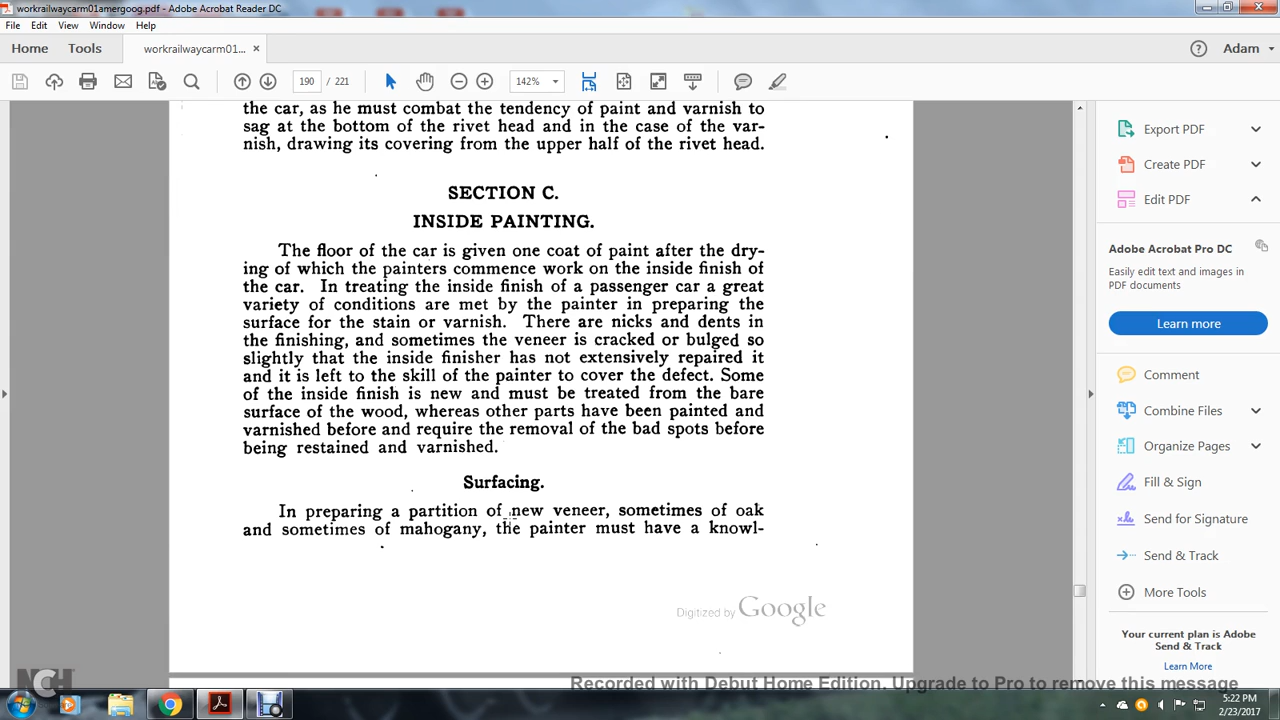 workrailwaycarm01amergoog.pdf - Adobe Acrobat Reader DC
File Edit View Window Help
Home Tools workrailwaycarm01... × Adam
190 / 221 142%
the car, as he must combat the tendency of paint and varnish to
sag at the bottom of the rivet head and in the case of the var-
nish, drawing its covering from the upper half of the rivet head.
SECTION C.
INSIDE PAINTING.
The floor of the car is given one coat of paint after the dry-
ing of which the painters commence work on the inside finish of
the car. In treating the inside finish of a passenger car a great
variety of conditions are met by the painter in preparing the
surface for the stain or varnish. There are nicks and dents in
the finishing, and sometimes the veneer is cracked or bulged so
slightly that the inside finisher has not extensively repaired it
and it is left to the skill of the painter to cover the defect. Some
of the inside finish is new and must be treated from the bare
surface of the wood, whereas other parts have been painted and
varnished before and require the removal of the bad spots before
being restained and varnished.
Surfacing.
In preparing a partition of new veneer, sometimes of oak
and sometimes of mahogany, the painter must have a knowl-
Digitized by Google
Export PDF
Create PDF
Edit PDF
Adobe Acrobat Pro DC
Easily edit text and images in
PDF documents
Learn more
Comment
Combine Files
Organize Pages
Fill & Sign
Send for Signature
Send & Track
More Tools
Your current plan is Adobe
Send & Track
Learn More
NCH
Recorded with Debut Home Edition. Upgrade to Pro to remove this message
5:22 PM
2/23/2017